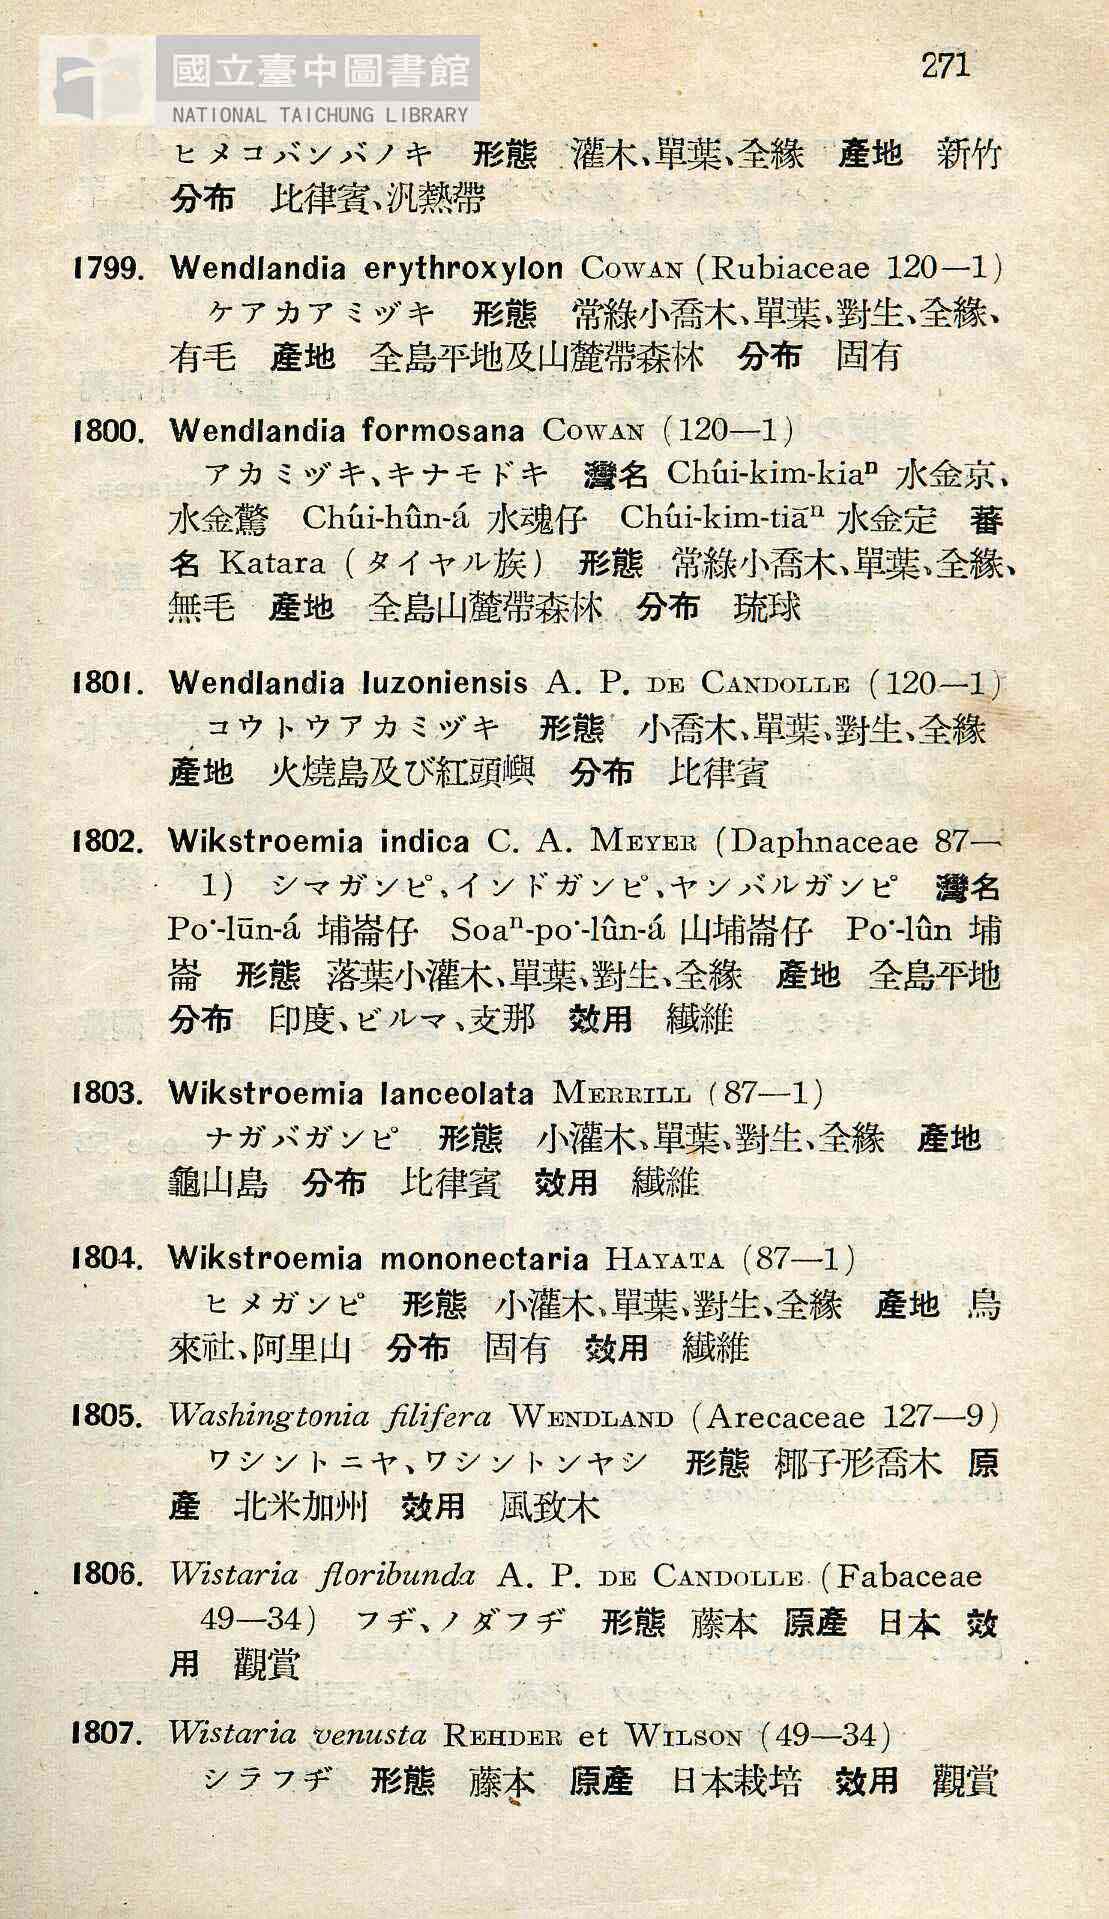 國立臺中圖書館
NATIONAL TAICHUNG LIBRARY
271
ヒメコバンバノキ 形態 灌木、單葉、全緣 產地 新竹
分布 比律賓、汎熱帶
1799. Wendlandia erythroxylon COWAN (Rubiaceae 120—1)
ケアカアミヅキ 形態 常綠小喬木、單葉、對生、全緣、
有毛 產地 全島平地及山麓帶森林 分布 固有
1800. Wendlandia formosana COWAN (120—1)
アカミヅキ、キナモドキ 灣名 Chúi-kim-kiaⁿ 水金京、
水金驚 Chúi-hûn-á 水魂仔 Chúi-kim-tiāⁿ 水金定 蕃
名 Katara (タイヤル族) 形態 常綠小喬木、單葉、全緣、
無毛 產地 全島山麓帶森林 分布 琉球
1801. Wendlandia luzoniensis A. P. DE CANDOLLE (120—1)
コウトウアカミヅキ 形態 小喬木、單葉、對生、全緣
產地 火燒島及び紅頭嶼 分布 比律賓
1802. Wikstroemia indica C. A. MEYER (Daphnaceae 87—
1) シマガンピ、インドガンピ、ヤンバルガンピ 灣名
Po·-lūn-á 埔崙仔 Soaⁿ-po·-lûn-á 山埔崙仔 Po·-lûn 埔
崙 形態 落葉小灌木、單葉、對生、全緣 產地 全島平地
分布 印度、ビルマ、支那 效用 纖維
1803. Wikstroemia lanceolata MERRILL (87—1)
ナガバガンピ 形態 小灌木、單葉、對生、全緣 產地
龜山島 分布 比律賓 效用 纖維
1804. Wikstroemia mononectaria HAYATA (87—1)
ヒメガンピ 形態 小灌木、單葉、對生、全緣 產地 烏
來社、阿里山 分布 固有 效用 纖維
1805. Washingtonia filifera WENDLAND (Arecaceae 127—9)
ワシントニヤ、ワシントンヤシ 形態 椰子形喬木 原
產 北米加州 效用 風致木
1806. Wistaria floribunda A. P. DE CANDOLLE (Fabaceae
49—34) フヂ、ノダフヂ 形態 藤本 原產 日本 效
用 觀賞
1807. Wistaria venusta REHDER et WILSON (49—34)
シラフヂ 形態 藤本 原產 日本栽培 效用 觀賞